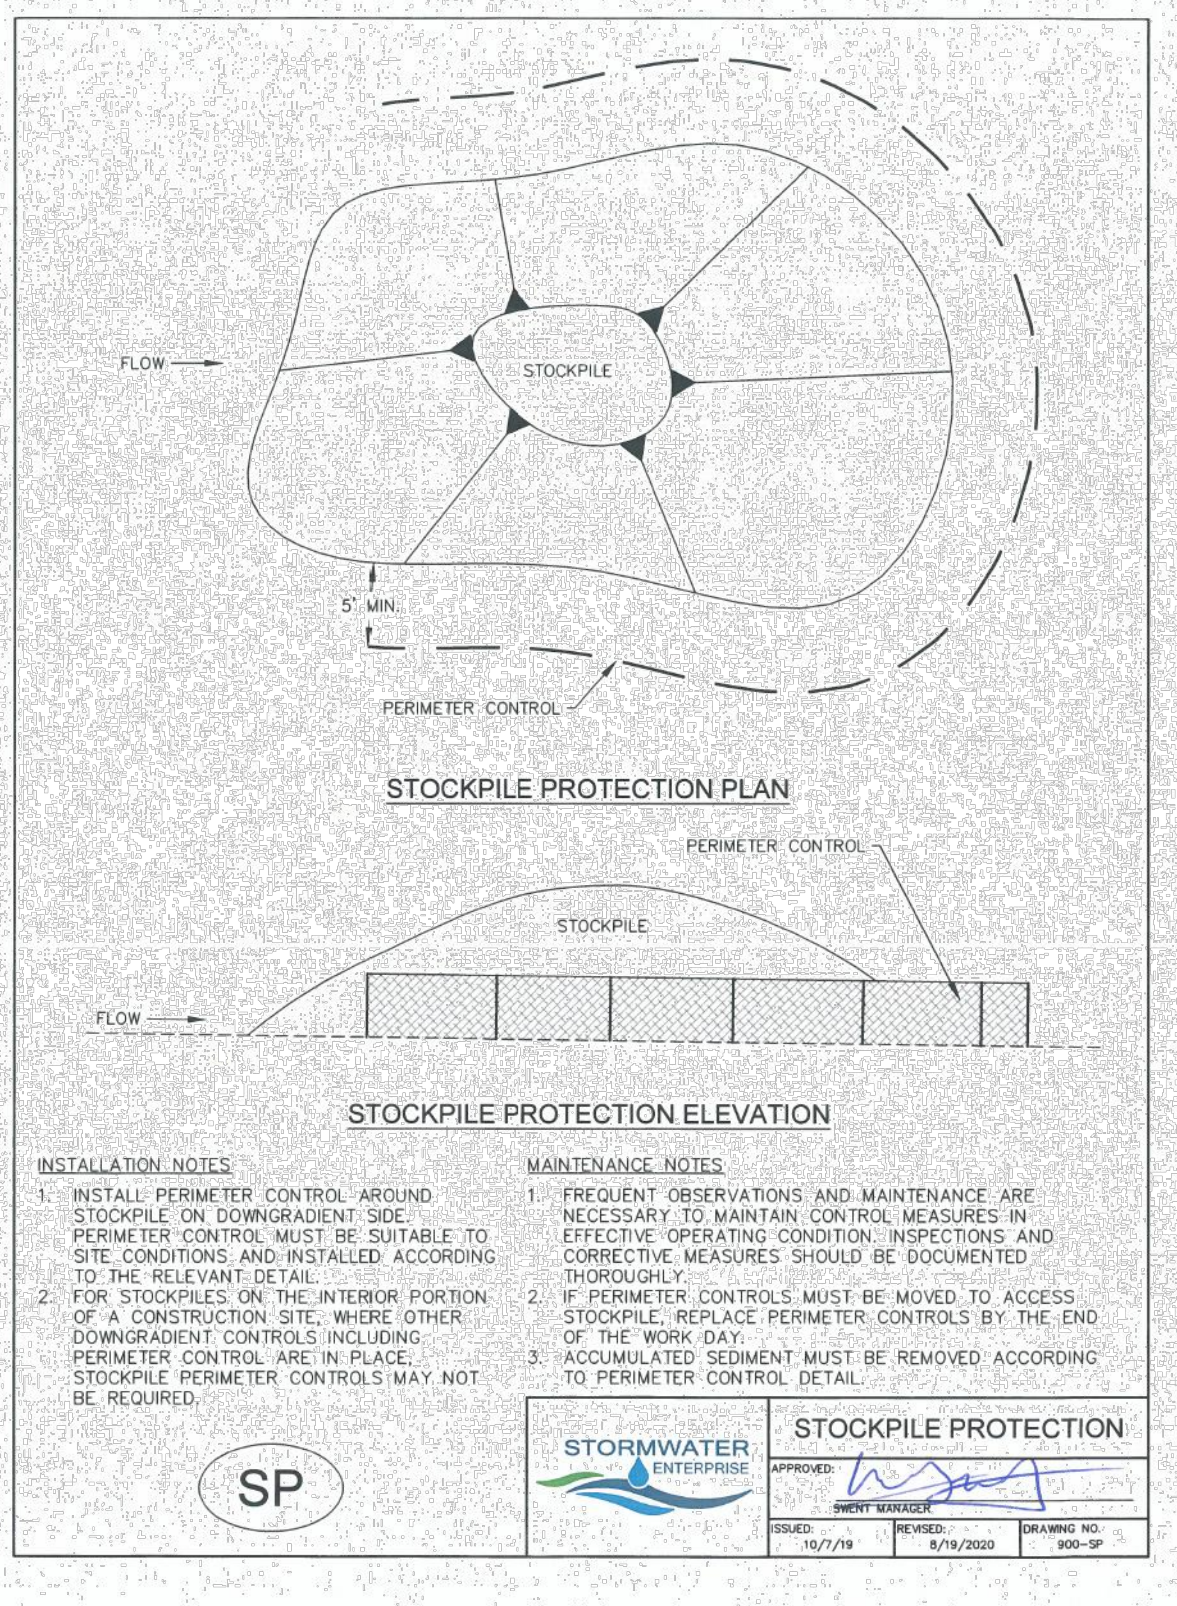 FLOW
STOCKPILE
5' MIN.
PERIMETER CONTROL
STOCKPILE PROTECTION PLAN
PERIMETER CONTROL
STOCKPILE
FLOW
STOCKPILE PROTECTION ELEVATION
INSTALLATION NOTES
1. INSTALL PERIMETER CONTROL AROUND
STOCKPILE ON DOWNGRADIENT SIDE.
PERIMETER CONTROL MUST BE SUITABLE TO
SITE CONDITIONS AND INSTALLED ACCORDING
TO THE RELEVANT DETAIL.
2. FOR STOCKPILES ON THE INTERIOR PORTION
OF A CONSTRUCTION SITE, WHERE OTHER
DOWNGRADIENT CONTROLS INCLUDING
PERIMETER CONTROL ARE IN PLACE,
STOCKPILE PERIMETER CONTROLS MAY NOT
BE REQUIRED.
MAINTENANCE NOTES
1. FREQUENT OBSERVATIONS AND MAINTENANCE ARE
NECESSARY TO MAINTAIN CONTROL MEASURES IN
EFFECTIVE OPERATING CONDITION. INSPECTIONS AND
CORRECTIVE MEASURES SHOULD BE DOCUMENTED
THOROUGHLY.
2. IF PERIMETER CONTROLS MUST BE MOVED TO ACCESS
STOCKPILE, REPLACE PERIMETER CONTROLS BY THE END
OF THE WORK DAY.
3. ACCUMULATED SEDIMENT MUST BE REMOVED ACCORDING
TO PERIMETER CONTROL DETAIL.
SP
STORMWATER
ENTERPRISE
STOCKPILE PROTECTION
APPROVED:
SWENT MANAGER
ISSUED:
10/7/19
REVISED:
8/19/2020
DRAWING NO.
900-SP